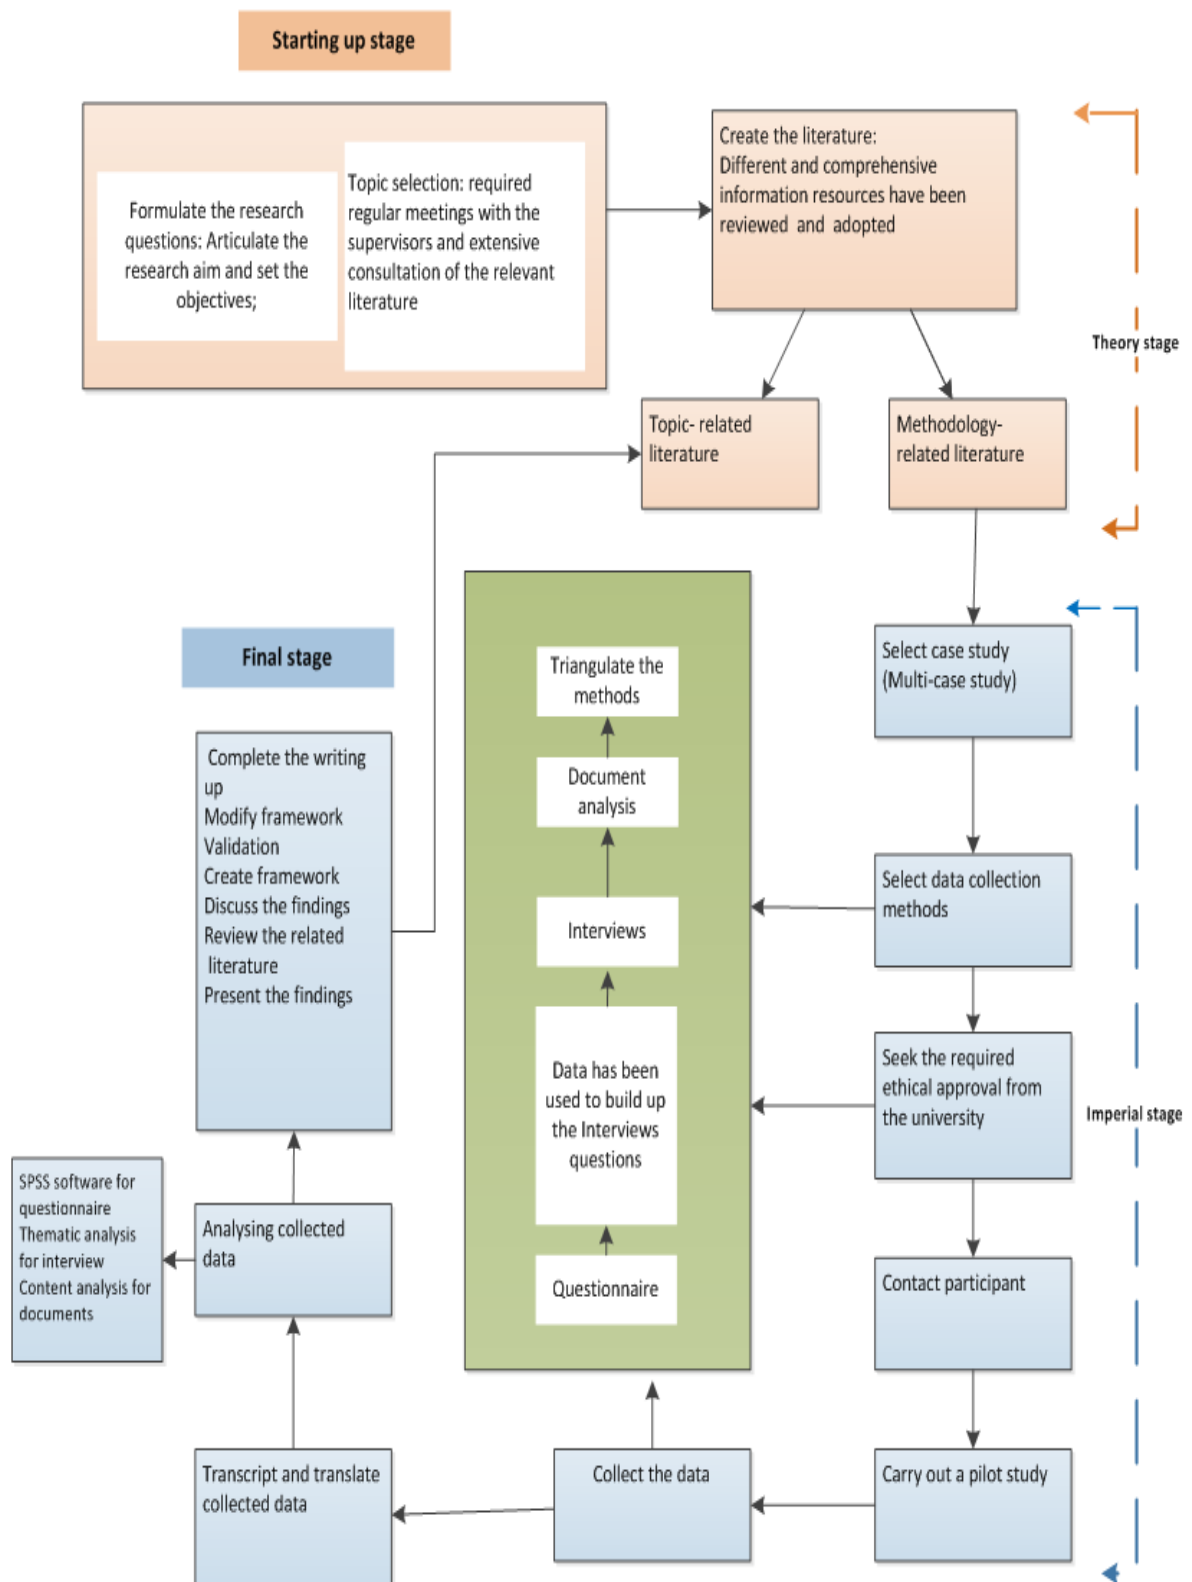 Starting up stage
Formulate the research
questions: Articulate the
research aim and set the
objectives;
Topic selection: required
regular meetings with the
supervisors and extensive
consultation of the relevant
literature
Create the literature:
Different and comprehensive
information resources have been
reviewed and adopted
Theory stage
Topic- related
literature
Methodology-
related literature
Final stage
Complete the writing
up
Modify framework
Validation
Create framework
Discuss the findings
Review the related
literature
Present the findings
Triangulate the
methods
Document
analysis
Interviews
Data has been
used to build up
the Interviews
questions
Questionnaire
Select case study
(Multi-case study)
Select data collection
methods
Seek the required
ethical approval from
the university
Imperial stage
Contact participant
SPSS software for
questionnaire
Thematic analysis
for interview
Content analysis for
documents
Analysing collected
data
Transcript and translate
collected data
Collect the data
Carry out a pilot study